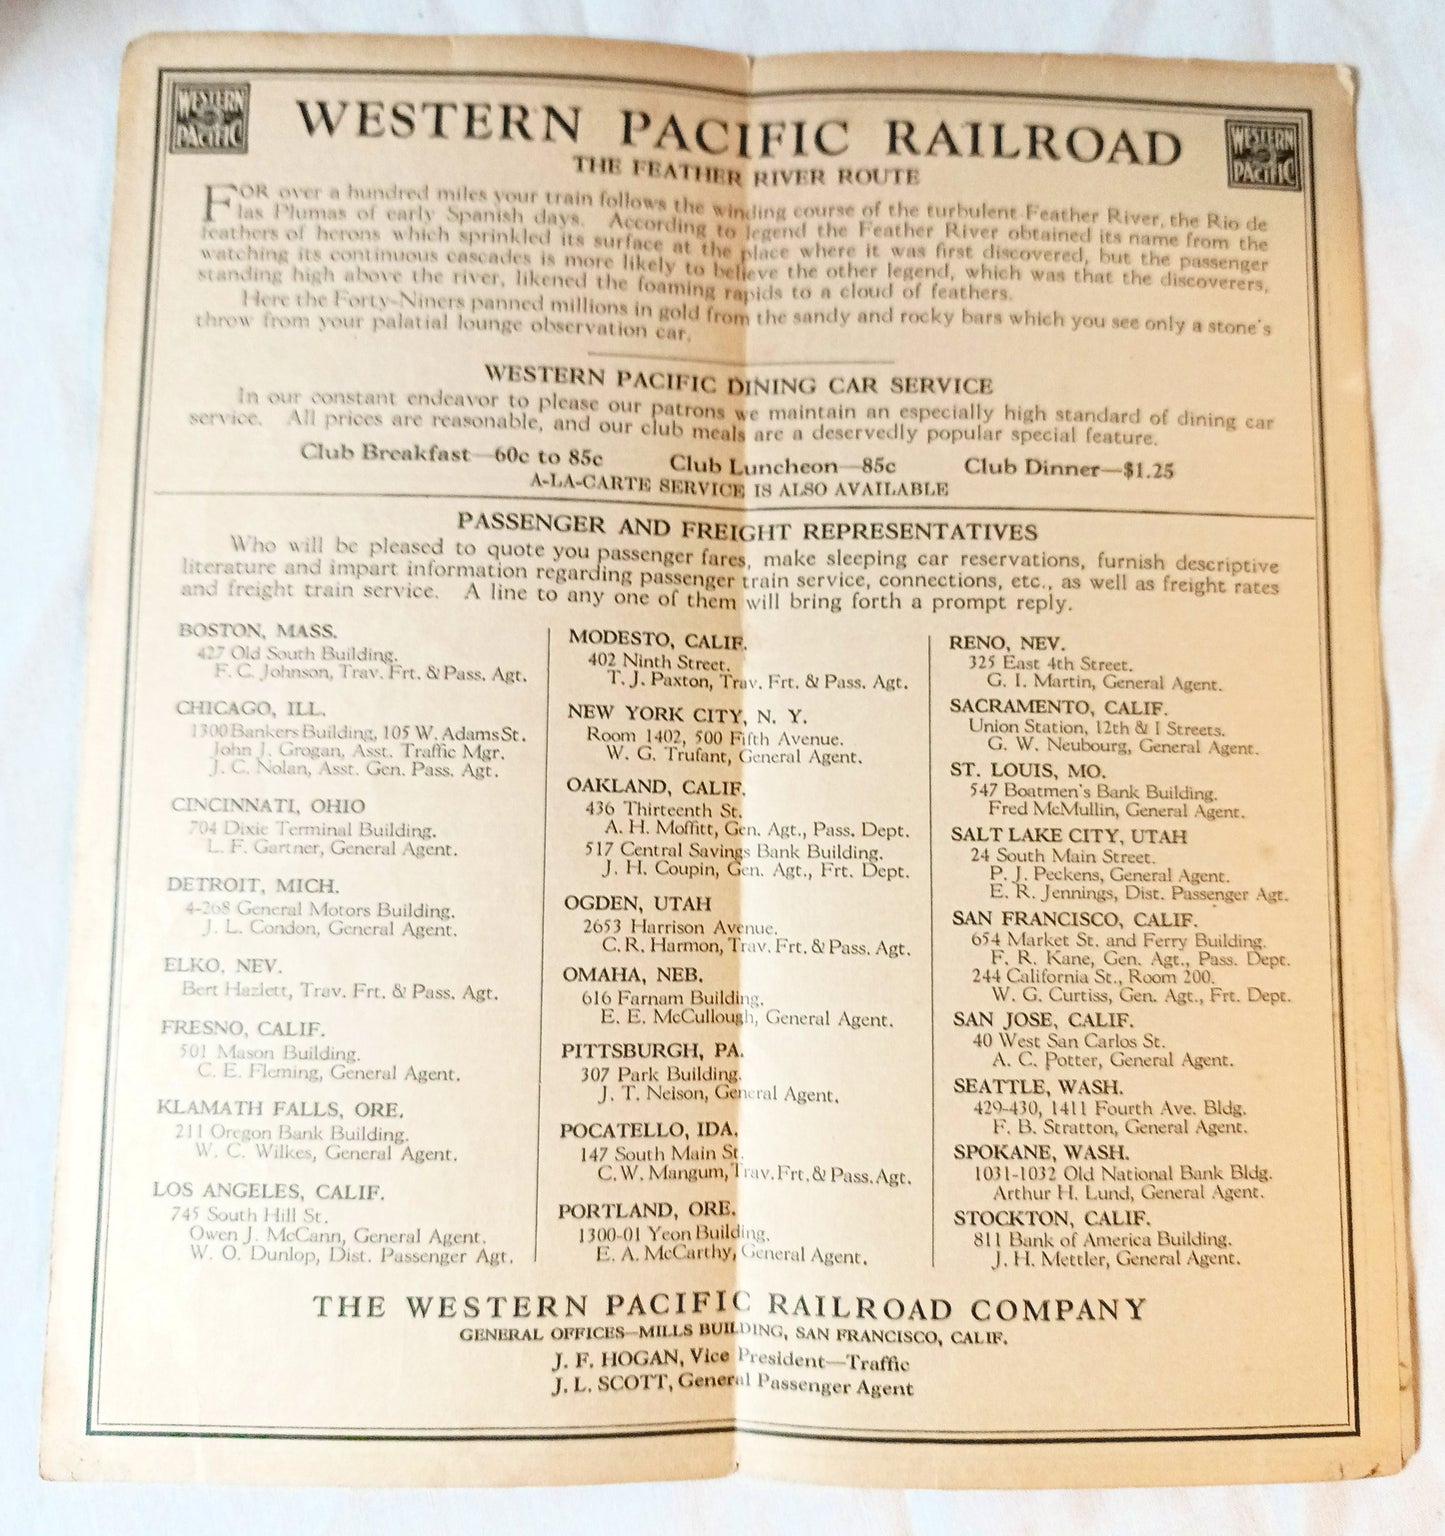 WESTERN PACIFIC
WESTERN PACIFIC RAILROAD
WESTERN PACIFIC
THE FEATHER RIVER ROUTE
FOR over a hundred miles your train follows the winding course of the turbulent Feather River, the Rio de
las Plumas of early Spanish days. According to legend the Feather River obtained its name from the
feathers of herons which sprinkled its surface at the place where it was first discovered, but the passenger
watching its continuous cascades is more likely to believe the other legend, which was that the discoverers,
standing high above the river, likened the foaming rapids to a cloud of feathers.
Here the Forty-Niners panned millions in gold from the sandy and rocky bars which you see only a stone's
throw from your palatial lounge observation car.
WESTERN PACIFIC DINING CAR SERVICE
In our constant endeavor to please our patrons we maintain an especially high standard of dining car
service. All prices are reasonable, and our club meals are a deservedly popular special feature.
Club Breakfast—60c to 85c Club Luncheon—85c Club Dinner—$1.25
A-LA-CARTE SERVICE IS ALSO AVAILABLE
PASSENGER AND FREIGHT REPRESENTATIVES
Who will be pleased to quote you passenger fares, make sleeping car reservations, furnish descriptive
literature and impart information regarding passenger train service, connections, etc., as well as freight rates
and freight train service. A line to any one of them will bring forth a prompt reply.
BOSTON, MASS.
427 Old South Building.
F. C. Johnson, Trav. Frt. & Pass. Agt.
CHICAGO, ILL.
1300 Bankers Building, 105 W. Adams St.
John J. Grogan, Asst. Traffic Mgr.
J. C. Nolan, Asst. Gen. Pass. Agt.
CINCINNATI, OHIO
704 Dixie Terminal Building.
L. F. Gartner, General Agent.
DETROIT, MICH.
4-268 General Motors Building.
J. L. Condon, General Agent.
ELKO, NEV.
Bert Hazlett, Trav. Frt. & Pass. Agt.
FRESNO, CALIF.
501 Mason Building.
C. E. Fleming, General Agent.
KLAMATH FALLS, ORE.
211 Oregon Bank Building.
W. C. Wilkes, General Agent.
LOS ANGELES, CALIF.
745 South Hill St.
Owen J. McCann, General Agent.
W. O. Dunlop, Dist. Passenger Agt.
MODESTO, CALIF.
402 Ninth Street.
T. J. Paxton, Trav. Frt. & Pass. Agt.
NEW YORK CITY, N. Y.
Room 1402, 500 Fifth Avenue.
W. G. Trufant, General Agent.
OAKLAND, CALIF.
436 Thirteenth St.
A. H. Moffitt, Gen. Agt., Pass. Dept.
517 Central Savings Bank Building.
J. H. Coupin, Gen. Agt., Frt. Dept.
OGDEN, UTAH
2653 Harrison Avenue.
C. R. Harmon, Trav. Frt. & Pass. Agt.
OMAHA, NEB.
616 Farnam Building.
E. E. McCullough, General Agent.
PITTSBURGH, PA.
307 Park Building.
J. T. Nelson, General Agent.
POCATELLO, IDA.
147 South Main St.
C. W. Mangum, Trav. Frt. & Pass. Agt.
PORTLAND, ORE.
1300-01 Yeon Building.
E. A. McCarthy, General Agent.
RENO, NEV.
325 East 4th Street.
G. I. Martin, General Agent.
SACRAMENTO, CALIF.
Union Station, 12th & I Streets.
G. W. Neubourg, General Agent.
ST. LOUIS, MO.
547 Boatmen's Bank Building.
Fred McMullin, General Agent.
SALT LAKE CITY, UTAH
24 South Main Street.
P. J. Peckens, General Agent.
E. R. Jennings, Dist. Passenger Agt.
SAN FRANCISCO, CALIF.
654 Market St. and Ferry Building.
F. R. Kane, Gen. Agt., Pass. Dept.
244 California St., Room 200.
W. G. Curtiss, Gen. Agt., Frt. Dept.
SAN JOSE, CALIF.
40 West San Carlos St.
A. C. Potter, General Agent.
SEATTLE, WASH.
429-430, 1411 Fourth Ave. Bldg.
F. B. Stratton, General Agent.
SPOKANE, WASH.
1031-1032 Old National Bank Bldg.
Arthur H. Lund, General Agent.
STOCKTON, CALIF.
811 Bank of America Building.
J. H. Mettler, General Agent.
THE WESTERN PACIFIC RAILROAD COMPANY
GENERAL OFFICES—MILLS BUILDING, SAN FRANCISCO, CALIF.
J. F. HOGAN, Vice President—Traffic
J. L. SCOTT, General Passenger Agent